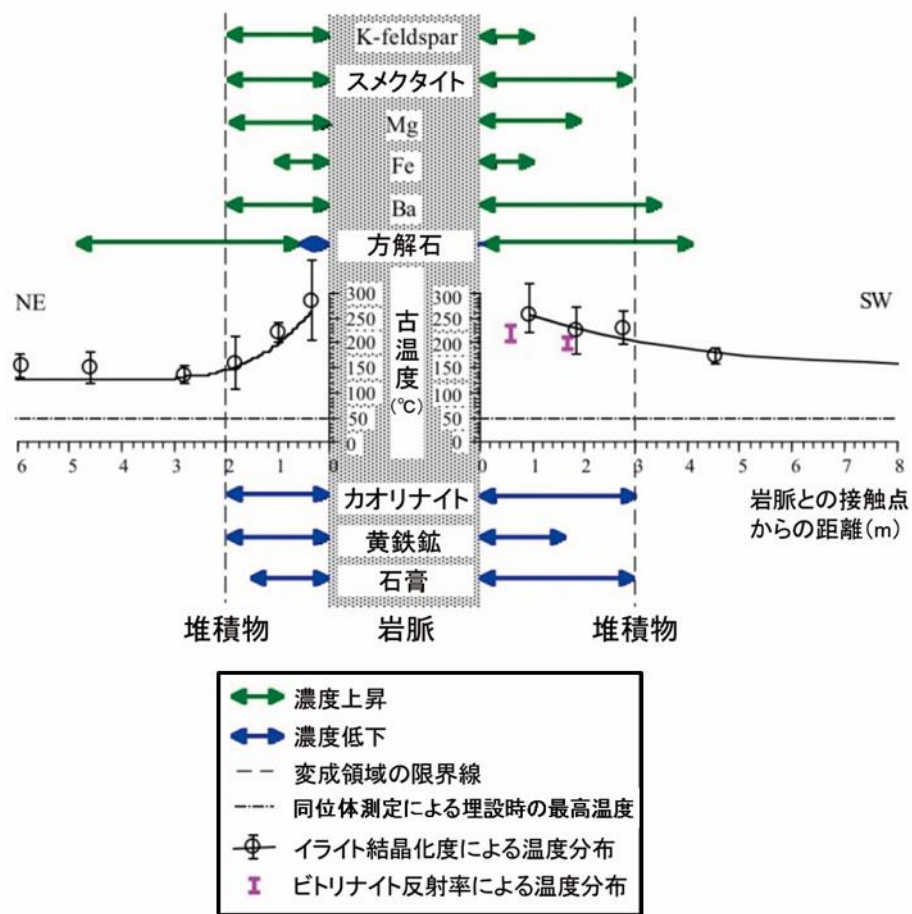 K-feldspar
スメクタイト
Mg
Fe
Ba
方解石
NE
SW
300
250
200
150
100
50
0
古温度
(℃)
300
250
200
150
100
50
0
6 5 4 3 2 1 0
0 1 2 3 4 5 6 7 8
岩脈との接触点
からの距離(m)
カオリナイト
黄鉄鉱
石膏
堆積物 岩脈 堆積物
濃度上昇
濃度低下
変成領域の限界線
同位体測定による埋設時の最高温度
イライト結晶化度による温度分布
ビトリナイト反射率による温度分布